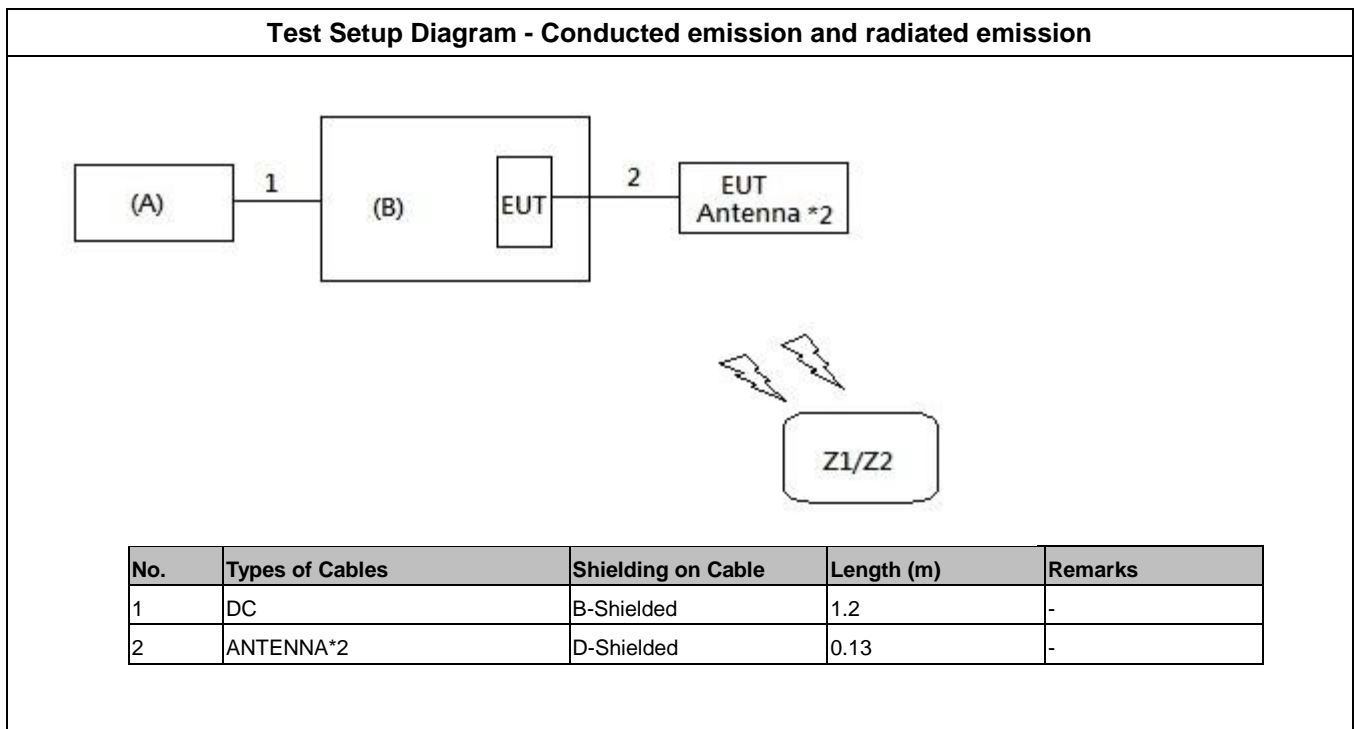 Test Setup Diagram - Conducted emission and radiated emission
(A)
1
(B)
EUT
2
EUT
Antenna *2
Z1/Z2
No. Types of Cables Shielding on Cable Length (m) Remarks
1 DC B-Shielded 1.2 -
2 ANTENNA*2 D-Shielded 0.13 -